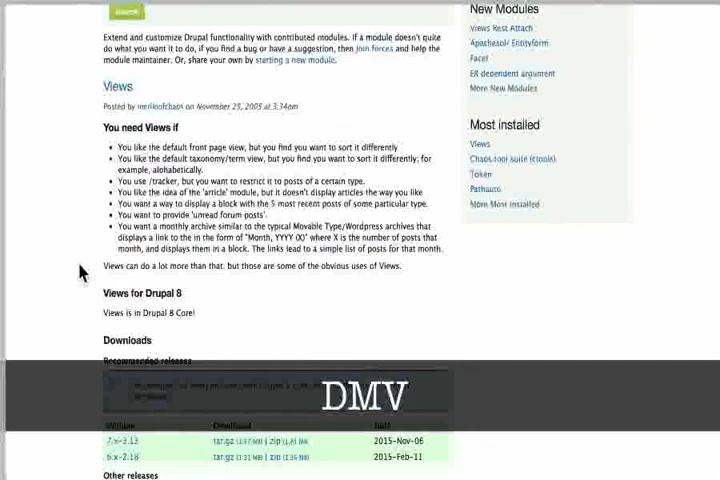 Extend and customize Drupal functionality with contributed modules. If a module doesn't quite
do what you want it to do, if you find a bug or have a suggestion, then join forces and help the
module maintainer. Or, share your own by starting a new module.
Views
Posted by merlinofchaos on November 25, 2005 at 3:34am
You need Views if
• You like the default front page view, but you find you want to sort it differently
• You like the default taxonomy/term view, but you find you want to sort it differently; for
example, alphabetically.
• You use /tracker, but you want to restrict it to posts of a certain type.
• You like the idea of the 'article' module, but it doesn't display articles the way you like
• You want a way to display a block with the 5 most recent posts of some particular type.
• You want to provide 'unread forum posts'.
• You want a monthly archive similar to the typical Movable Type/Wordpress archives that
displays a link to the in the form of "Month, YYYY (X)" where X is the number of posts that
month, and displays them in a block. The links lead to a simple list of posts for that month.
Views can do a lot more than that, but those are some of the obvious uses of Views.
Views for Drupal 8
Views is in Drupal 8 Core!
Downloads
Recommended releases
DMV
Version Download Date
7.x-3.13 tar.gz | zip 2015-Nov-06
6.x-2.18 tar.gz | zip 2015-Feb-11
Other releases
New Modules
Views Rest Attach
Apachesolr Entityform
Facet
ER dependent argument
More New Modules
Most installed
Views
Chaos tool suite (ctools)
Token
Pathauto
More Most installed